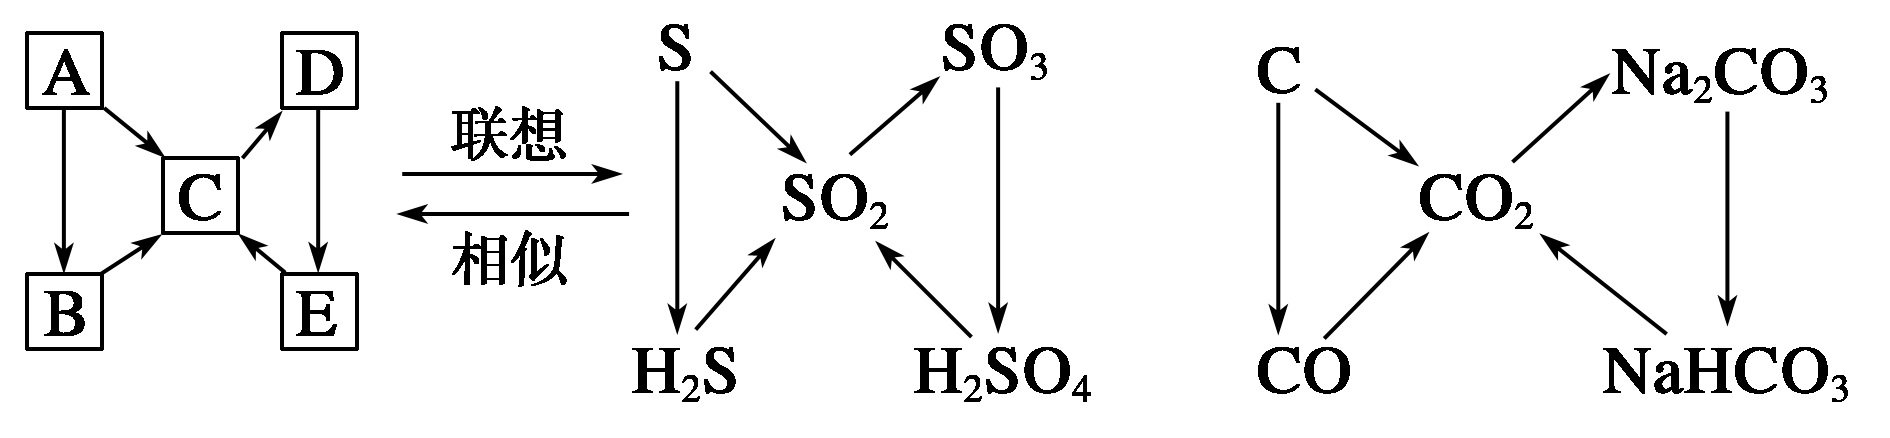 A D
C
B E
联想
相似
S SO₃
SO₂
H₂S H₂SO₄
C Na₂CO₃
CO₂
CO NaHCO₃